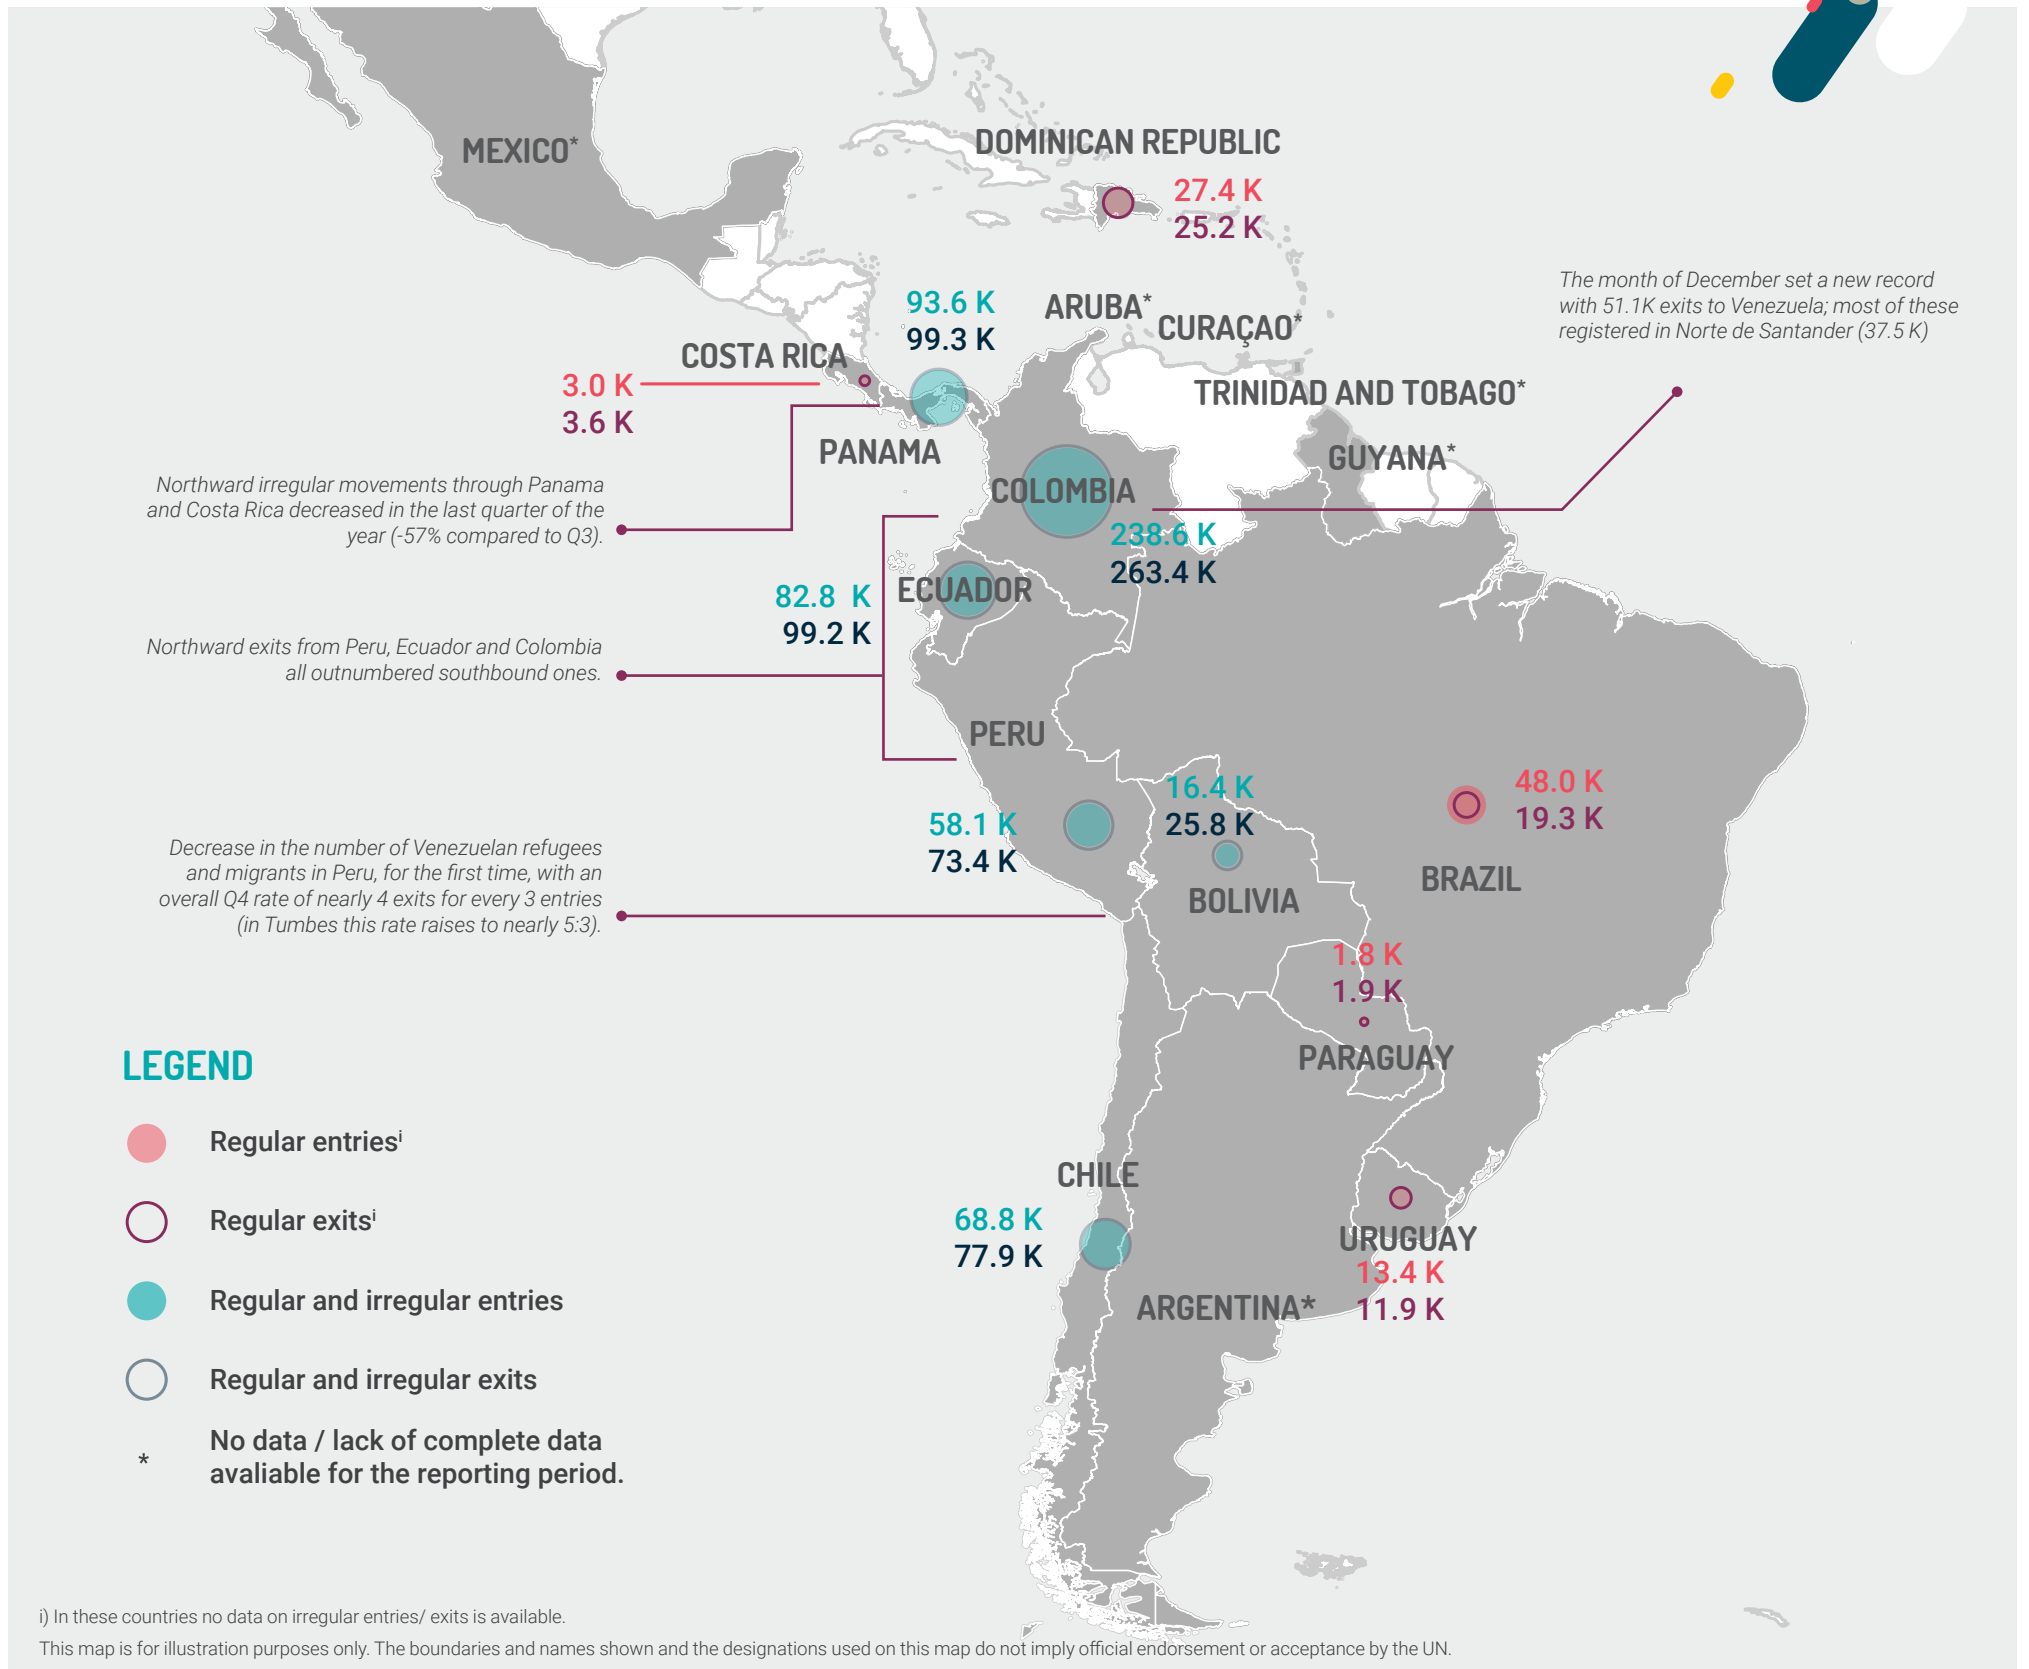 MEXICO*
DOMINICAN REPUBLIC
27.4 K
25.2 K
The month of December set a new record
with 51.1K exits to Venezuela; most of these
registered in Norte de Santander (37.5 K)
93.6 K
99.3 K
ARUBA*
CURAÇAO*
COSTA RICA
3.0 K
3.6 K
TRINIDAD AND TOBAGO*
PANAMA
GUYANA*
Northward irregular movements through Panama
and Costa Rica decreased in the last quarter of the
year (-57% compared to Q3).
COLOMBIA
238.6 K
263.4 K
ECUADOR
82.8 K
99.2 K
Northward exits from Peru, Ecuador and Colombia
all outnumbered southbound ones.
PERU
58.1 K
73.4 K
16.4 K
25.8 K
BOLIVIA
48.0 K
19.3 K
BRAZIL
Decrease in the number of Venezuelan refugees
and migrants in Peru, for the first time, with an
overall Q4 rate of nearly 4 exits for every 3 entries
(in Tumbes this rate raises to nearly 5:3).
1.8 K
1.9 K
PARAGUAY
CHILE
68.8 K
77.9 K
URUGUAY
13.4 K
11.9 K
ARGENTINA*
LEGEND
Regular entriesⁱ
Regular exitsⁱ
Regular and irregular entries
Regular and irregular exits
* No data / lack of complete data
avaliable for the reporting period.
i) In these countries no data on irregular entries/ exits is available.
This map is for illustration purposes only. The boundaries and names shown and the designations used on this map do not imply official endorsement or acceptance by the UN.